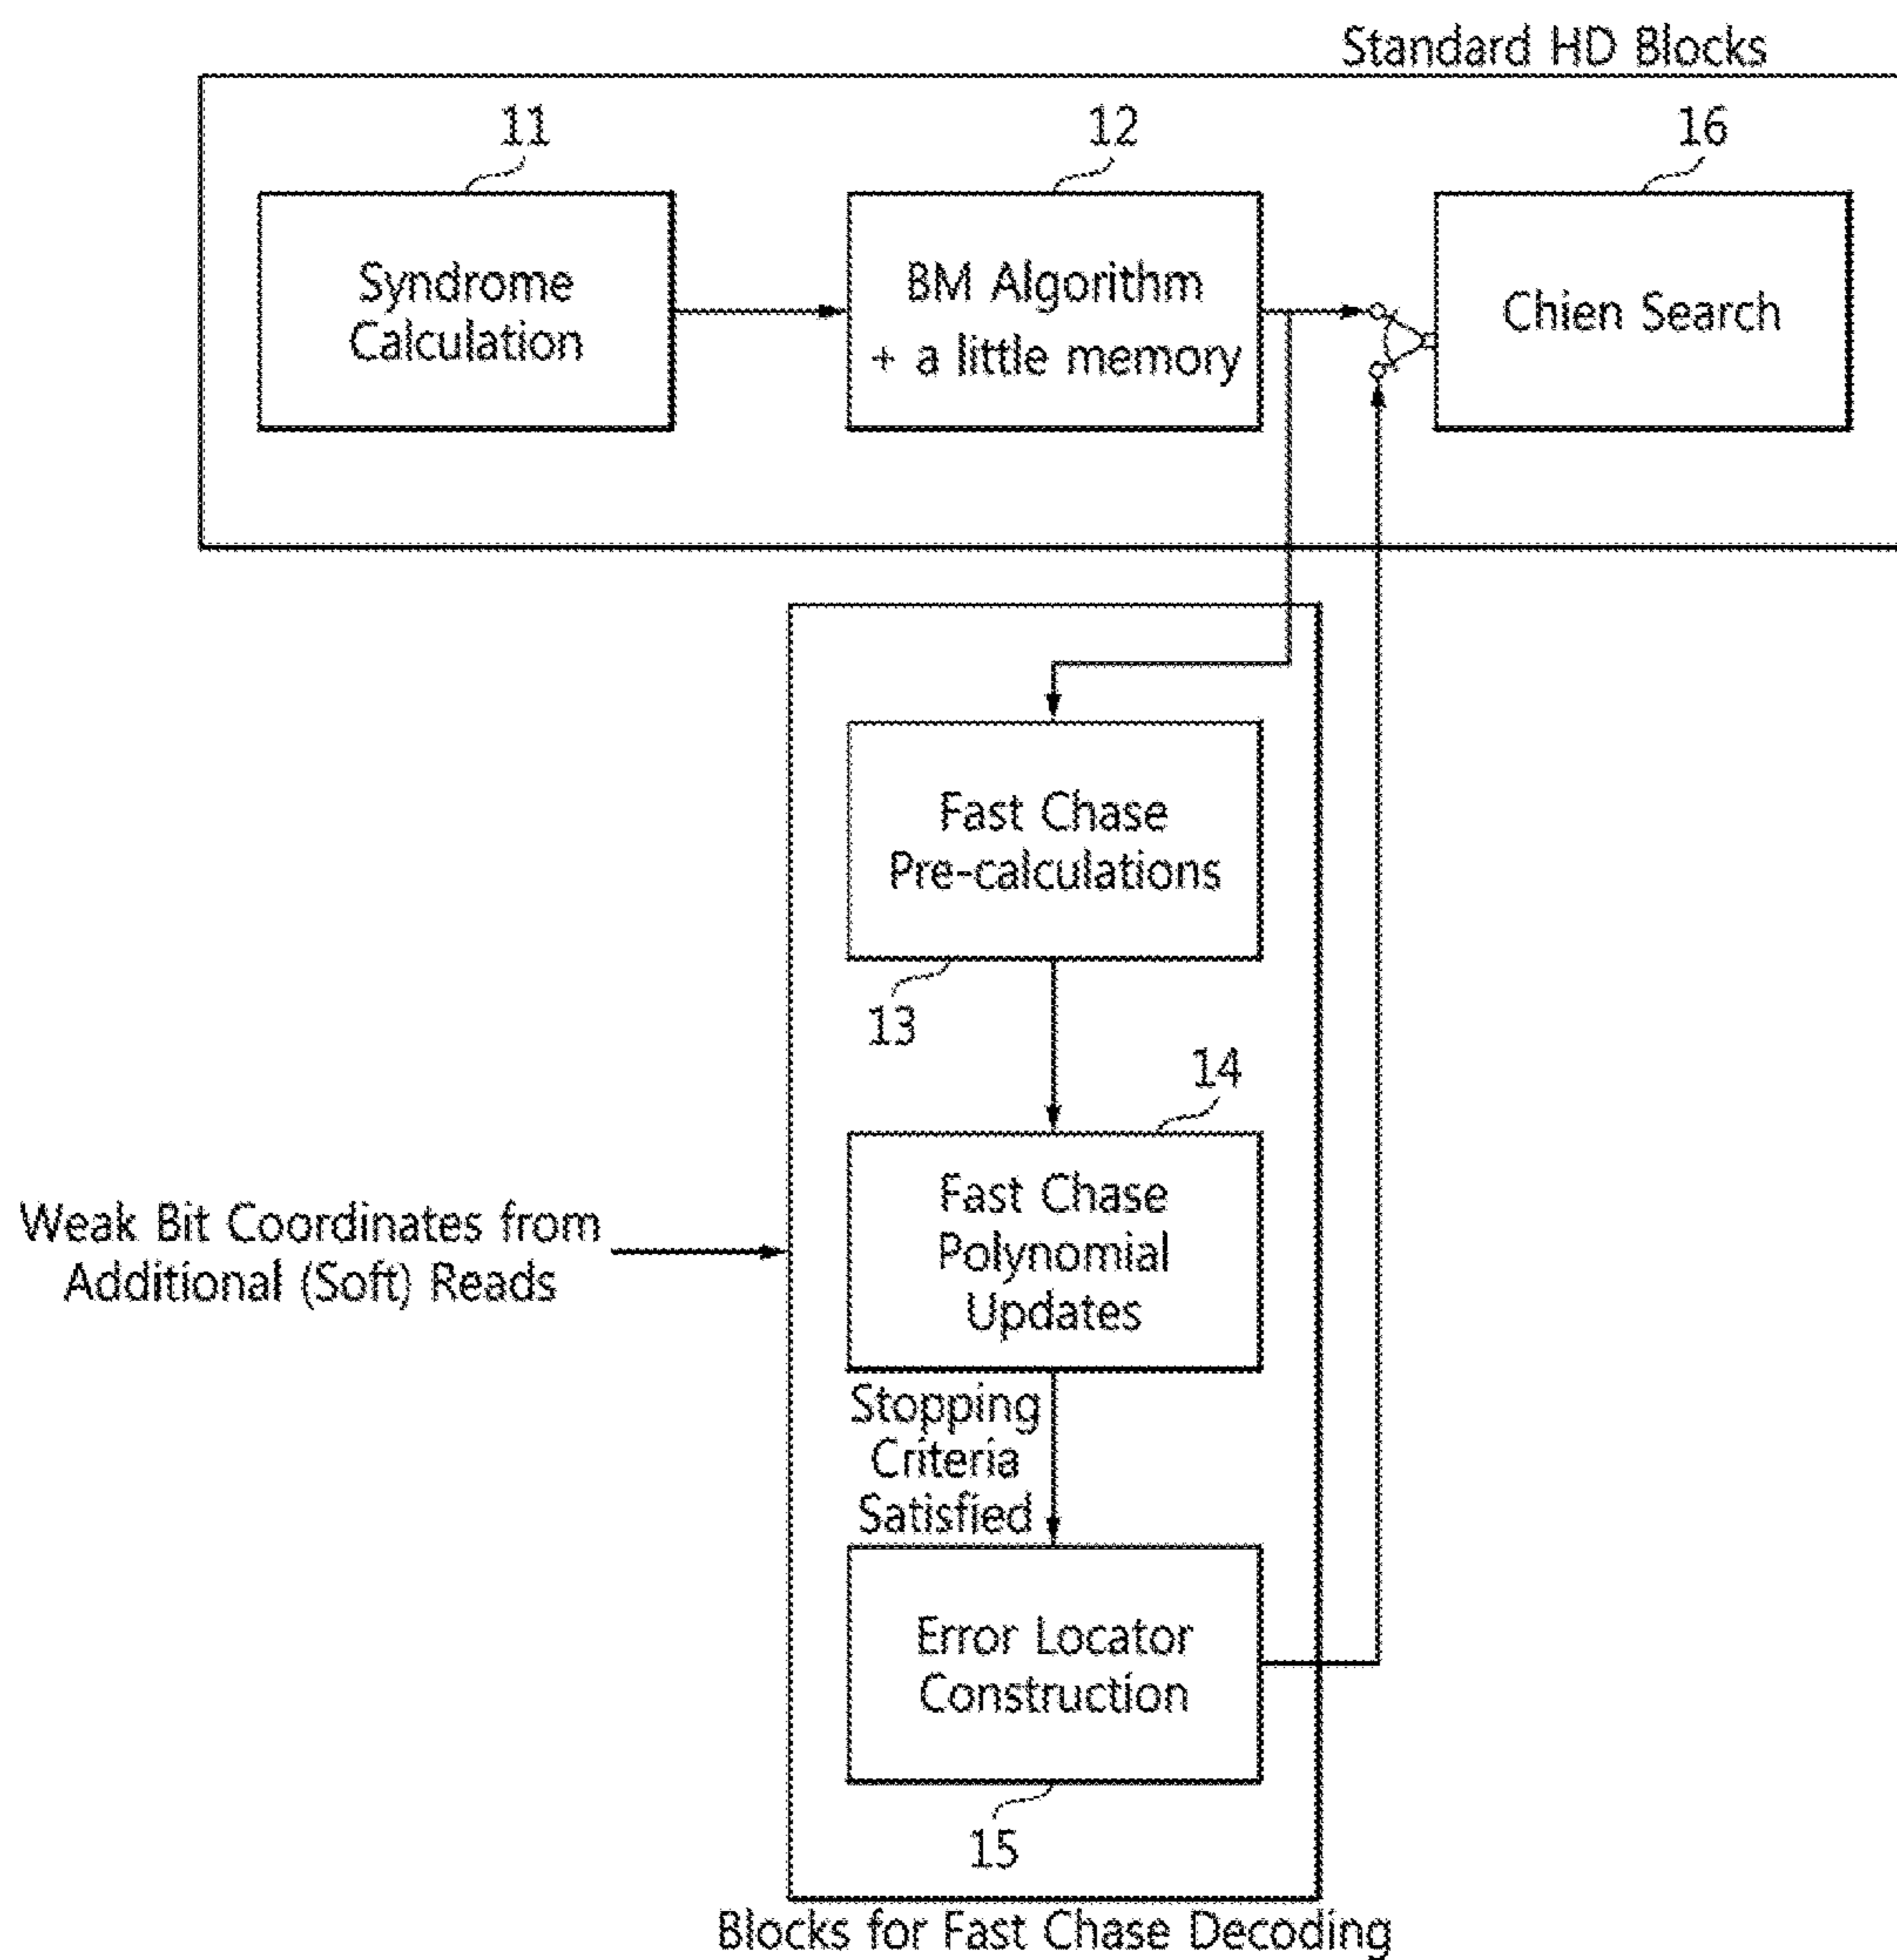 Standard HD Blocks
11
12
16
Syndrome
Calculation
BM Algorithm
+ a little memory
Chien Search
Fast Chase
Pre-calculations
13
14
Fast Chase
Polynomial
Updates
Weak Bit Coordinates from
Additional (Soft) Reads
Stopping
Criteria
Satisfied
Error Locator
Construction
15
Blocks for Fast Chase Decoding